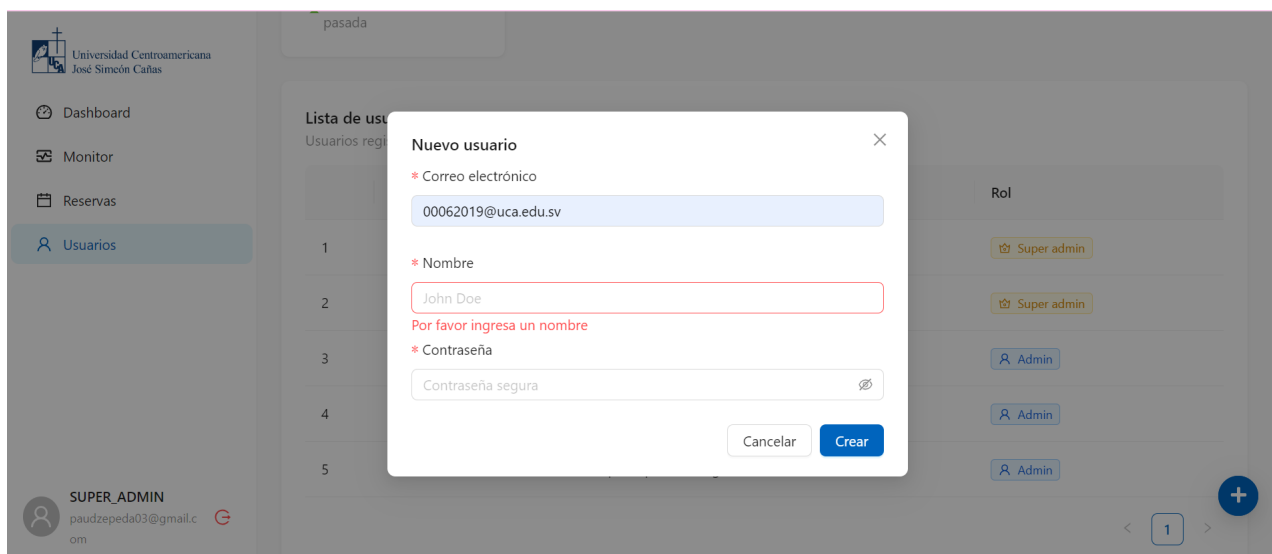 pasada
Universidad Centroamericana
José Simeón Cañas
UCA
Dashboard
Monitor
Reservas
Usuarios
SUPER_ADMIN
paudzepeda03@gmail.c
om
Lista de usu
Usuarios regi
Rol
1
Super admin
2
Super admin
3
Admin
4
Admin
5
Admin
1
Nuevo usuario
* Correo electrónico
00062019@uca.edu.sv
* Nombre
John Doe
Por favor ingresa un nombre
* Contraseña
Contraseña segura
Cancelar
Crear